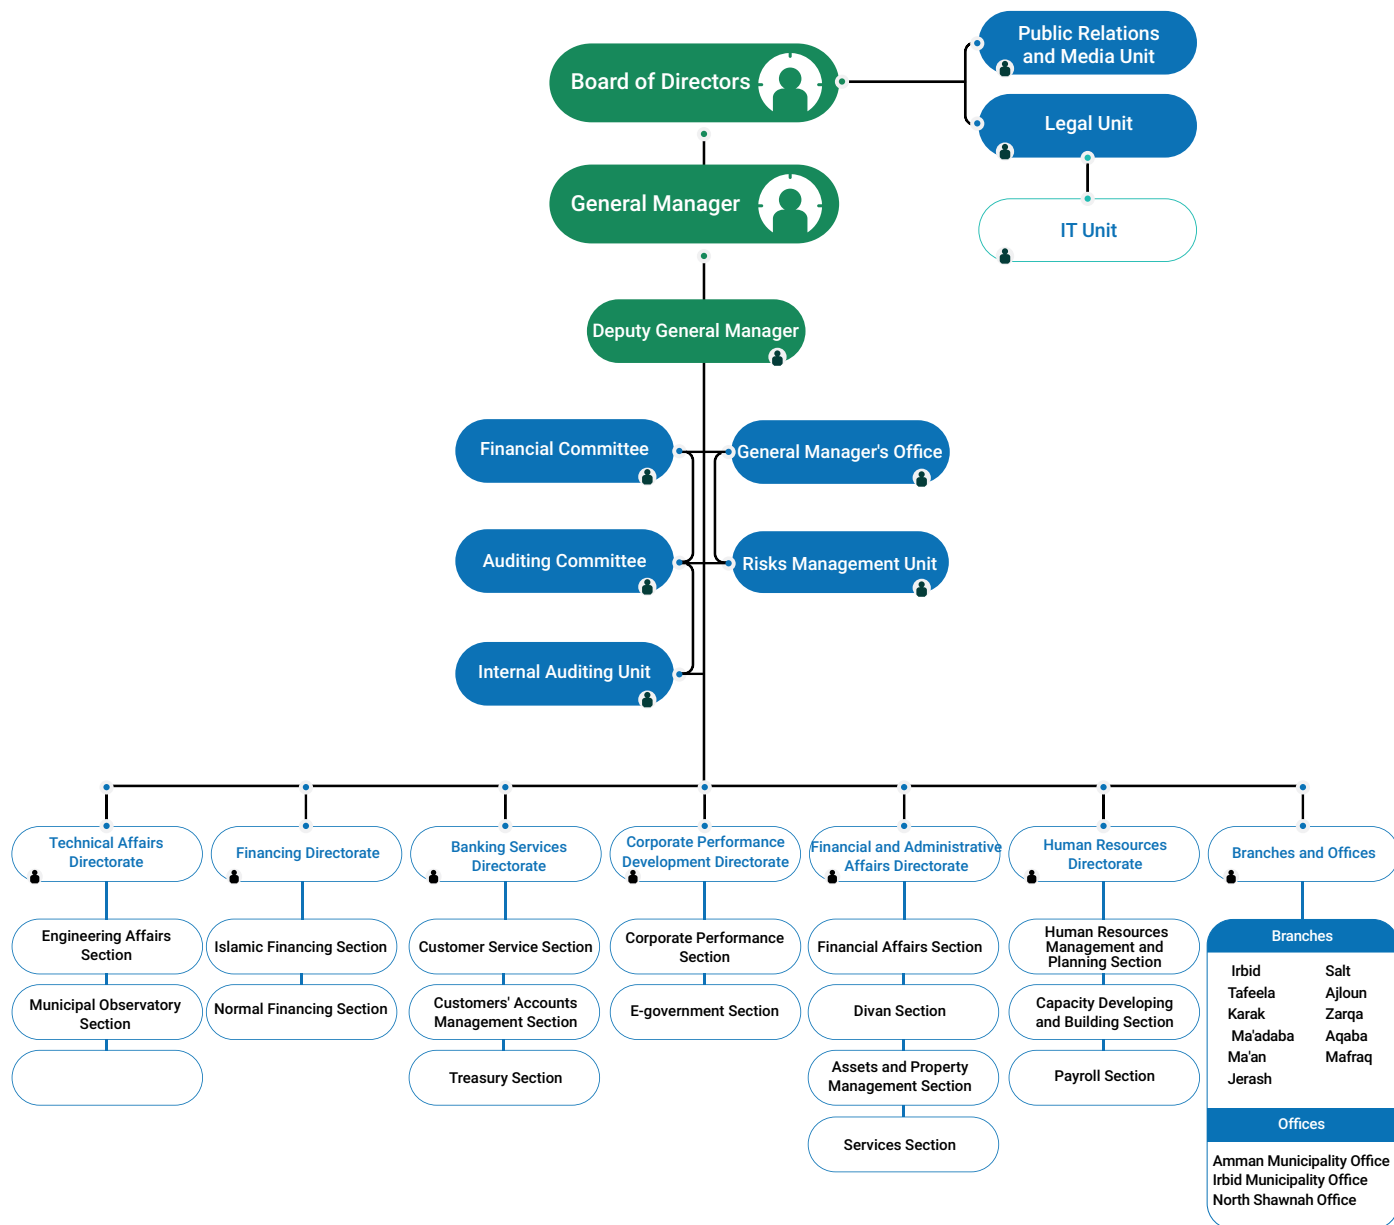 Board of Directors
Public Relations
and Media Unit
Legal Unit
General Manager
IT Unit
Deputy General Manager
Financial Committee
General Manager's Office
Auditing Committee
Risks Management Unit
Internal Auditing Unit
Technical Affairs
Directorate
Financing Directorate
Banking Services
Directorate
Corporate Performance
Development Directorate
Financial and Administrative
Affairs Directorate
Human Resources
Directorate
Branches and Offices
Engineering Affairs
Section
Municipal Observatory
Section
Islamic Financing Section
Normal Financing Section
Customer Service Section
Customers' Accounts
Management Section
Treasury Section
Corporate Performance
Section
E-government Section
Financial Affairs Section
Divan Section
Assets and Property
Management Section
Services Section
Human Resources
Management and
Planning Section
Capacity Developing
and Building Section
Payroll Section
Branches
Irbid
Tafeela
Karak
Ma'adaba
Ma'an
Jerash
Salt
Ajloun
Zarqa
Aqaba
Mafraq
Offices
Amman Municipality Office
Irbid Municipality Office
North Shawnah Office